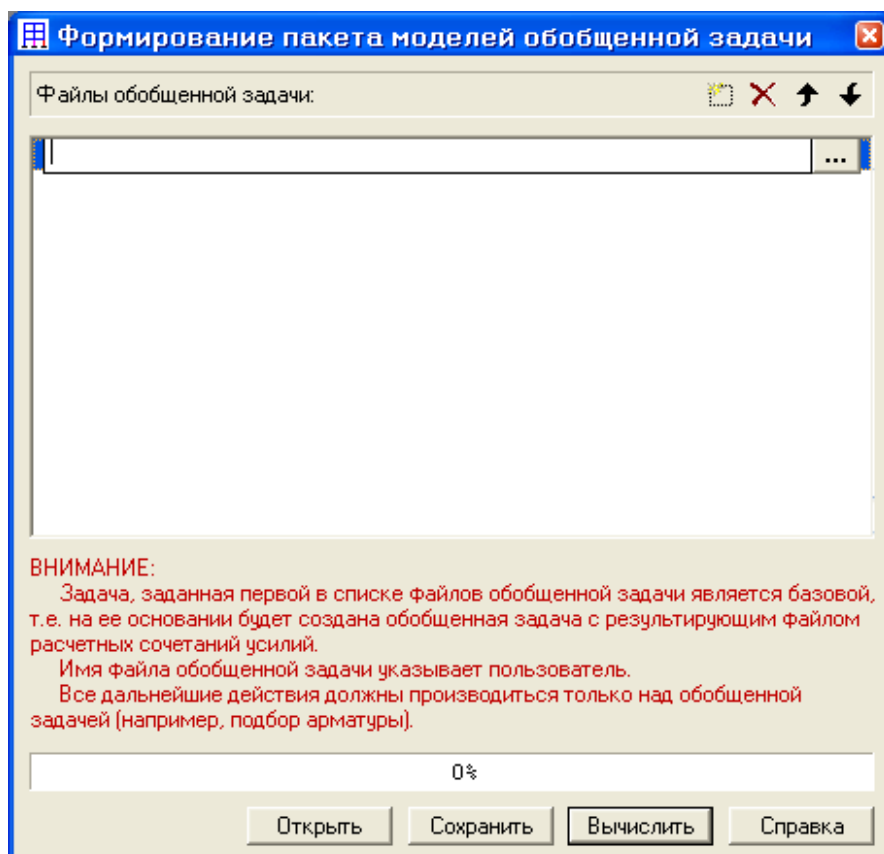 Формирование пакета моделей обобщенной задачи
Файлы обобщенной задачи:
...
ВНИМАНИЕ:
Задача, заданная первой в списке файлов обобщенной задачи является базовой,
т.е. на ее основании будет создана обобщенная задача с результирующим файлом
расчетных сочетаний усилий.
Имя файла обобщенной задачи указывает пользователь.
Все дальнейшие действия должны производиться только над обобщенной
задачей (например, подбор арматуры).
0%
Открыть Сохранить Вычислить Справка